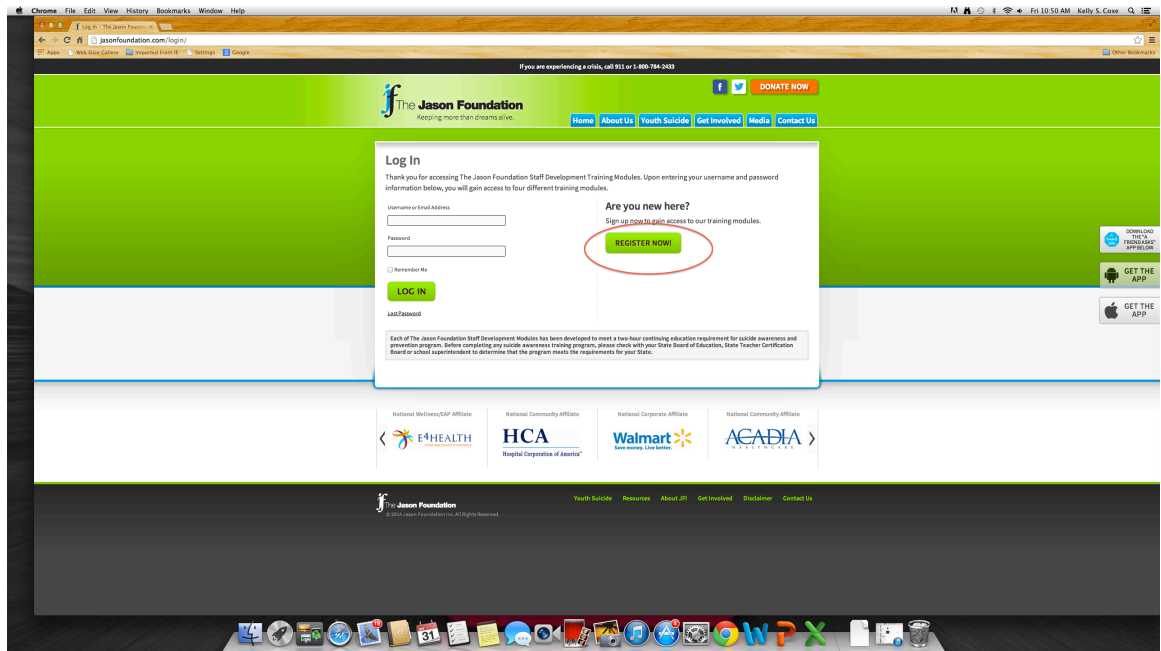 Chrome File Edit View History Bookmarks Window Help
Fri 10:50 AM Kelly S. Coxe
Log In | The Jason Found
jasonfoundation.com/login/
Apps Web Slice Gallery Imported From IE Settings Google
Other Bookmarks
If you are experiencing a crisis, call 911 or 1-800-784-2433
The Jason Foundation
Keeping more than dreams alive.
DONATE NOW
Home About Us Youth Suicide Get Involved Media Contact Us
Log In
Thank you for accessing The Jason Foundation Staff Development Training Modules. Upon entering your username and password
information below, you will gain access to four different training modules.
Username or Email Address
Password
Remember Me
LOG IN
Lost Password
Are you new here?
Sign up now to gain access to our training modules.
REGISTER NOW!
Each of The Jason Foundation Staff Development Modules has been developed to meet a two-hour continuing education requirement for suicide awareness and
prevention program. Before completing any suicide awareness training program, please check with your State Board of Education, State Teacher Certification
Board or school superintendent to determine that the program meets the requirements for your State.
DOWNLOAD
THE "A
FRIEND ASKS"
APP BELOW
GET THE
APP
GET THE
APP
National Wellness/EAP Affiliate
E4HEALTH
National Community Affiliate
HCA
Hospital Corporation of America
National Corporate Affiliate
Walmart
Save money. Live better.
National Community Affiliate
ACADIA
HEALTHCARE
The Jason Foundation
© 2014 Jason Foundation Inc. All Rights Reserved.
Youth Suicide Resources About JFI Get Involved Disclaimer Contact Us
31